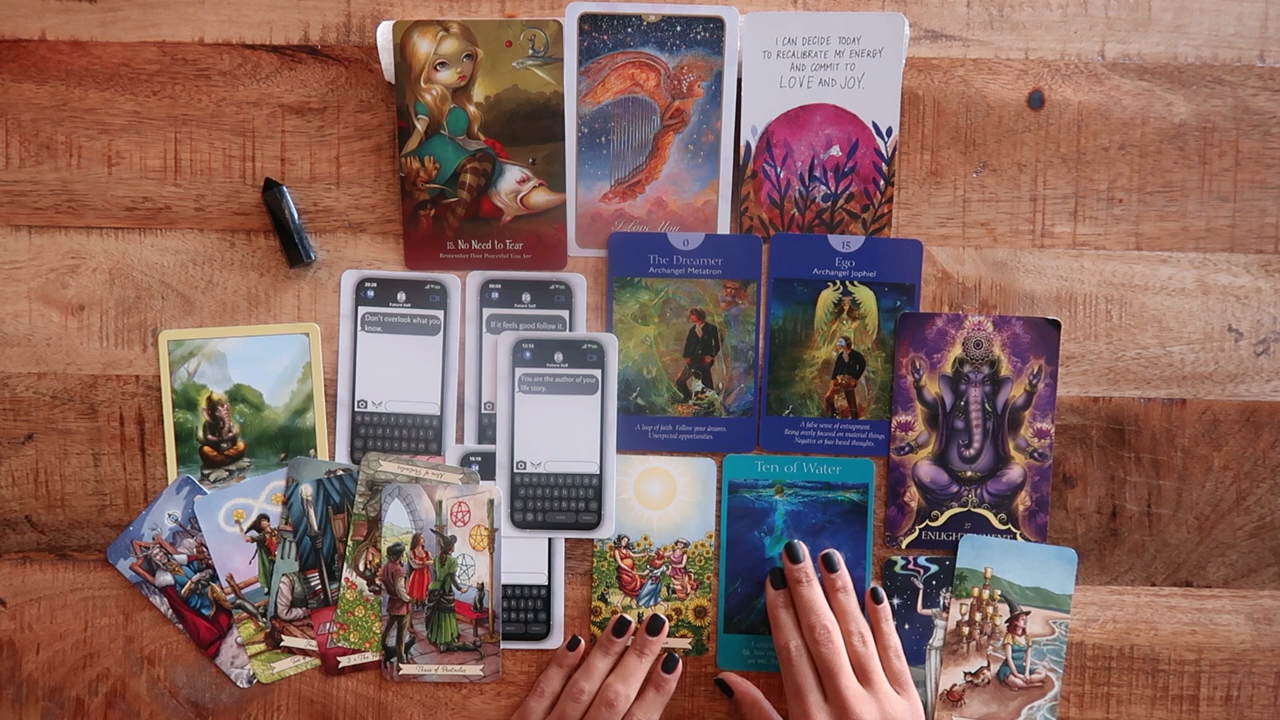 15. No Need to Fear
Remember How Powerful You Are
I Love You
I CAN DECIDE TODAY
TO RECALIBRATE MY ENERGY
AND COMMIT TO
LOVE AND JOY.
0
The Dreamer
Archangel Metatron
A leap of faith. Follow your dreams.
Unexpected opportunities
15
Ego
Archangel Jophiel
A false sense of entrapment
Being overly focused on material things
Negative or fear-based thoughts.
Future Self
Don't overlook what you
know.
Future Self
If it feels good follow it.
12:12
Future Self
You are the author of your
life story.
27
ENLIGHTENMENT
Ten of Water
Three of Pentacles